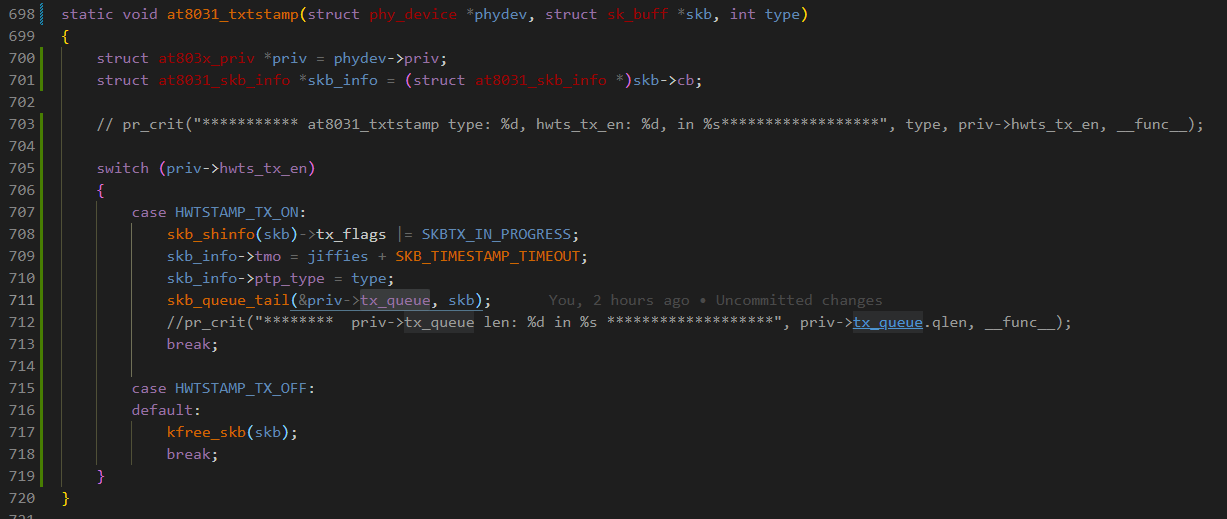 698 static void at8031_txtstamp(struct phy_device *phydev, struct sk_buff *skb, int type)
699 {
700     struct at803x_priv *priv = phydev->priv;
701     struct at8031_skb_info *skb_info = (struct at8031_skb_info *)skb->cb;
702
703     // pr_crit("*********** at8031_txtstamp type: %d, hwts_tx_en: %d, in %s******************", type, priv->hwts_tx_en, __func__);
704
705     switch (priv->hwts_tx_en)
706     {
707         case HWTSTAMP_TX_ON:
708             skb_shinfo(skb)->tx_flags |= SKBTX_IN_PROGRESS;
709             skb_info->tmo = jiffies + SKB_TIMESTAMP_TIMEOUT;
710             skb_info->ptp_type = type;
711             skb_queue_tail(&priv->tx_queue, skb);     You, 2 hours ago • Uncommitted changes
712             //pr_crit("********  priv->tx_queue len: %d in %s *******************", priv->tx_queue.qlen, __func__);
713             break;
714
715         case HWTSTAMP_TX_OFF:
716         default:
717             kfree_skb(skb);
718             break;
719     }
720 }